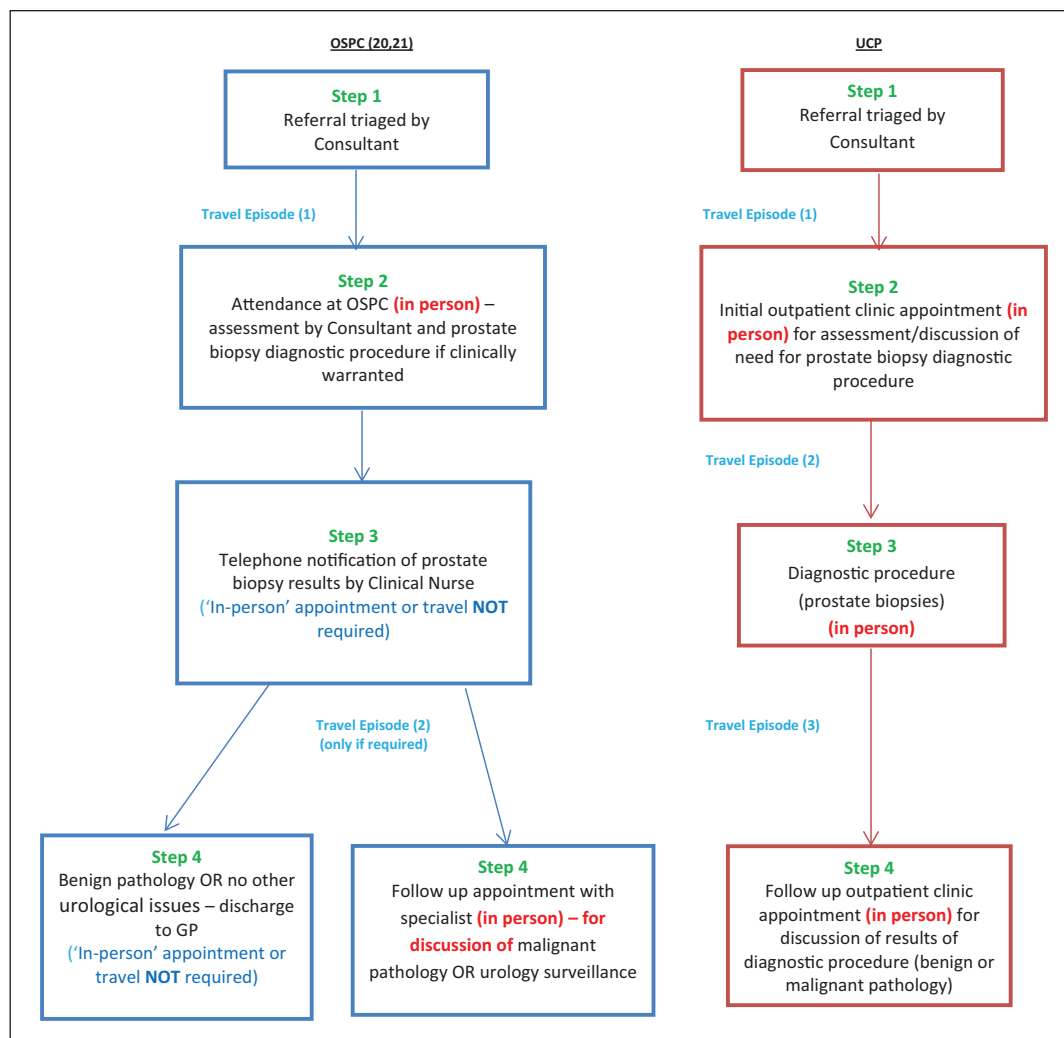 OSPC (20,21)
Step 1
Referral triaged by
Consultant
Travel Episode (1)
Step 2
Attendance at OSPC (in person) –
assessment by Consultant and prostate
biopsy diagnostic procedure if clinically
warranted
Step 3
Telephone notification of prostate
biopsy results by Clinical Nurse
(‘In-person’ appointment or travel NOT
required)
Travel Episode (2)
(only if required)
Step 4
Benign pathology OR no other
urological issues – discharge
to GP
(‘In-person’ appointment or
travel NOT required)
Step 4
Follow up appointment with
specialist (in person) – for
discussion of malignant
pathology OR urology surveillance
UCP
Step 1
Referral triaged by
Consultant
Travel Episode (1)
Step 2
Initial outpatient clinic appointment (in
person) for assessment/discussion of
need for prostate biopsy diagnostic
procedure
Travel Episode (2)
Step 3
Diagnostic procedure
(prostate biopsies)
(in person)
Travel Episode (3)
Step 4
Follow up outpatient clinic
appointment (in person) for
discussion of results of
diagnostic procedure (benign or
malignant pathology)